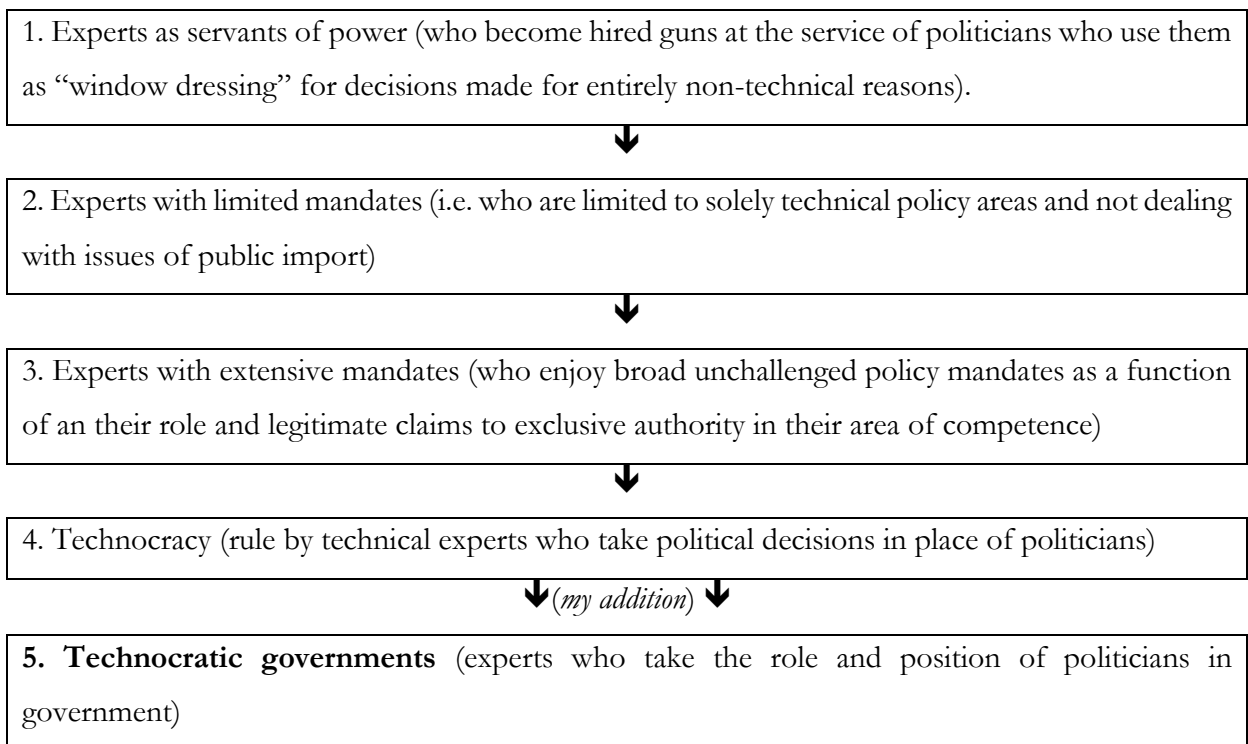 1. Experts as servants of power (who become hired guns at the service of politicians who use them
as “window dressing” for decisions made for entirely non-technical reasons).
2. Experts with limited mandates (i.e. who are limited to solely technical policy areas and not dealing
with issues of public import)
3. Experts with extensive mandates (who enjoy broad unchallenged policy mandates as a function
of an their role and legitimate claims to exclusive authority in their area of competence)
4. Technocracy (rule by technical experts who take political decisions in place of politicians)
(my addition)
5. Technocratic governments (experts who take the role and position of politicians in
government)